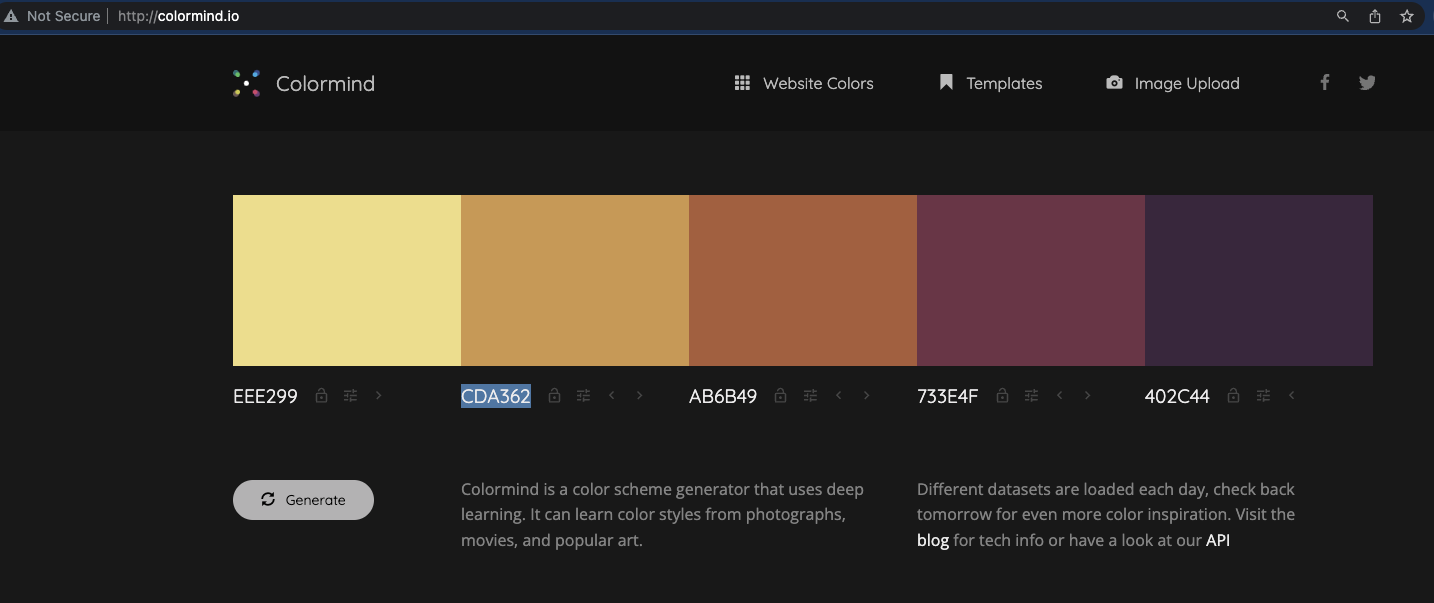 Not Secure http://colormind.io
Colormind Website Colors Templates Image Upload
EEE299 CDA362 AB6B49 733E4F 402C44
Generate
Colormind is a color scheme generator that uses deep
learning. It can learn color styles from photographs,
movies, and popular art.
Different datasets are loaded each day, check back
tomorrow for even more color inspiration. Visit the
blog for tech info or have a look at our API